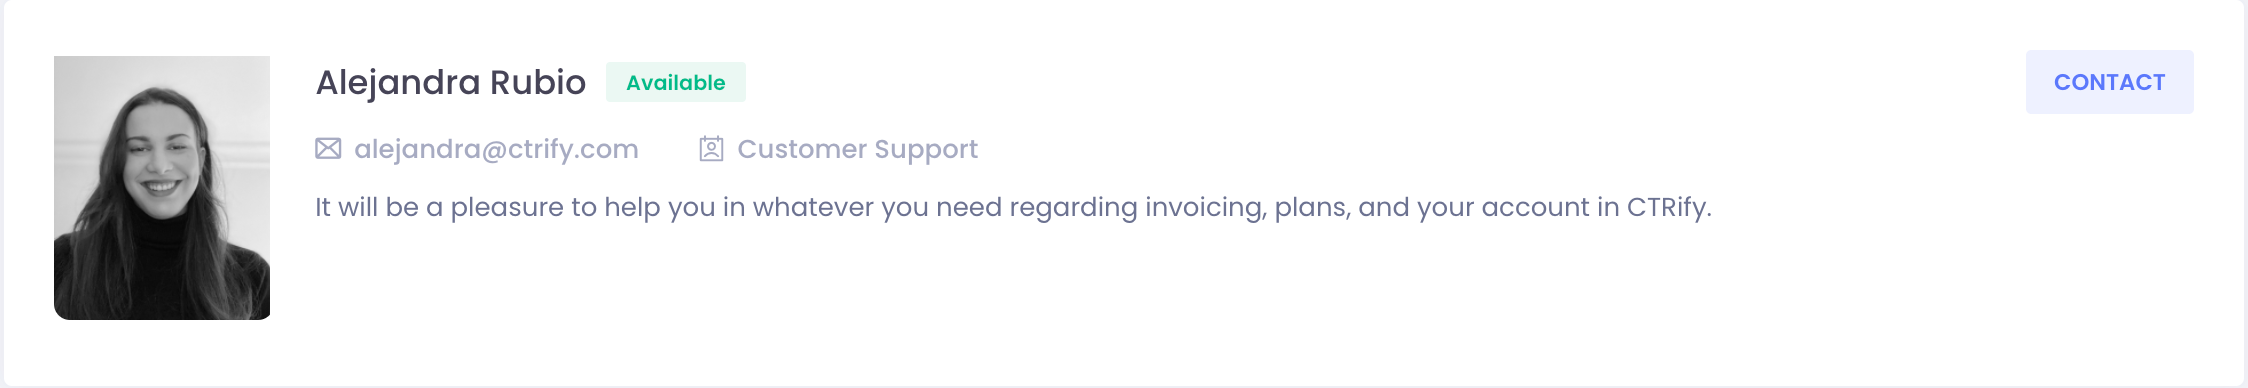 Alejandra Rubio
Available
CONTACT
alejandra@ctrify.com
Customer Support
It will be a pleasure to help you in whatever you need regarding invoicing, plans, and your account in CTRify.